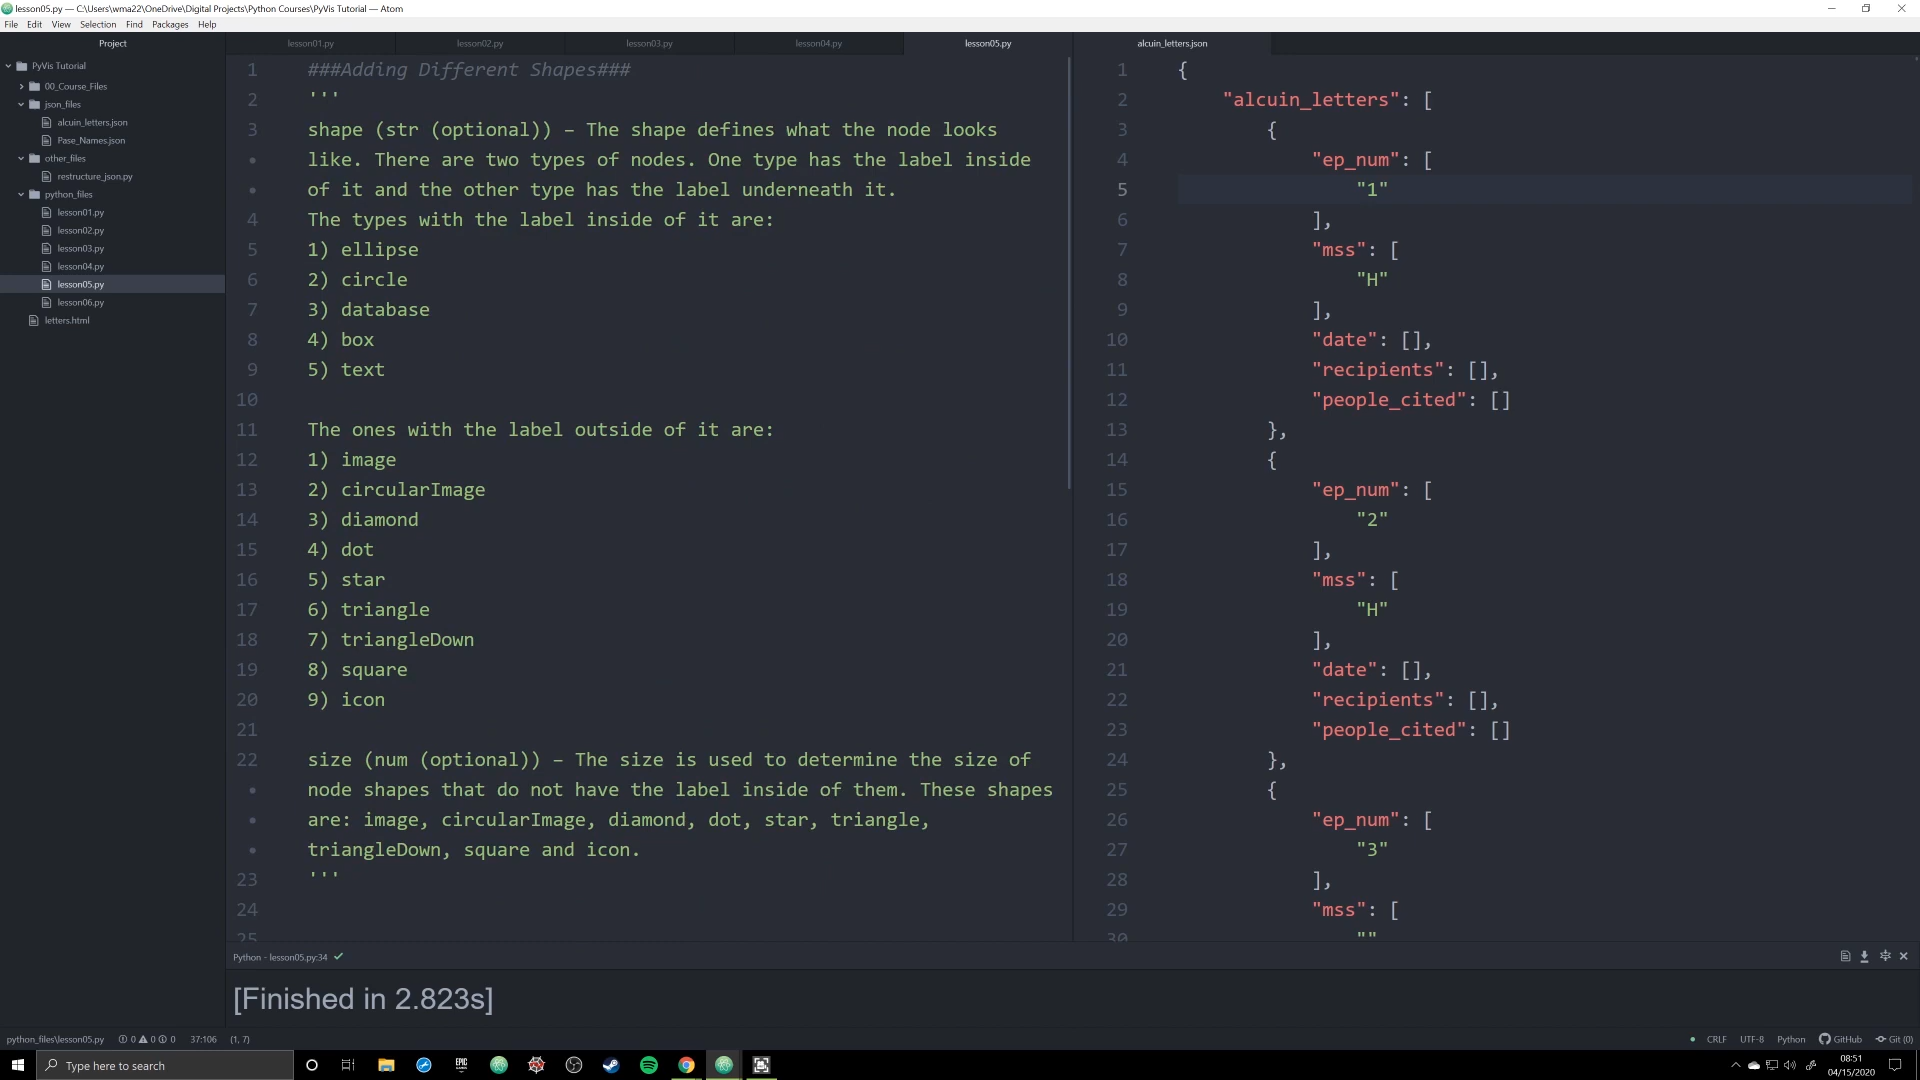 lesson05.py — C:\Users\wma22\OneDrive\Digital Projects\Python Courses\PyVis Tutorial — Atom
File Edit View Selection Find Packages Help
Project
PyVis Tutorial
00_Course_Files
json_files
alcuin_letters.json
Pase_Names.json
other_files
restructure_json.py
python_files
lesson01.py
lesson02.py
lesson03.py
lesson04.py
lesson05.py
lesson06.py
letters.html
lesson01.py lesson02.py lesson03.py lesson04.py lesson05.py
1 ###Adding Different Shapes###
2 '''
3 shape (str (optional)) – The shape defines what the node looks
• like. There are two types of nodes. One type has the label inside
• of it and the other type has the label underneath it.
4 The types with the label inside of it are:
5 1) ellipse
6 2) circle
7 3) database
8 4) box
9 5) text
10
11 The ones with the label outside of it are:
12 1) image
13 2) circularImage
14 3) diamond
15 4) dot
16 5) star
17 6) triangle
18 7) triangleDown
19 8) square
20 9) icon
21
22 size (num (optional)) – The size is used to determine the size of
• node shapes that do not have the label inside of them. These shapes
• are: image, circularImage, diamond, dot, star, triangle,
• triangleDown, square and icon.
23 '''
24
25
alcuin_letters.json
1 {
2 "alcuin_letters": [
3 {
4 "ep_num": [
5 "1"
6 ],
7 "mss": [
8 "H"
9 ],
10 "date": [],
11 "recipients": [],
12 "people_cited": []
13 },
14 {
15 "ep_num": [
16 "2"
17 ],
18 "mss": [
19 "H"
20 ],
21 "date": [],
22 "recipients": [],
23 "people_cited": []
24 },
25 {
26 "ep_num": [
27 "3"
28 ],
29 "mss": [
30 ""
Python - lesson05.py:34
[Finished in 2.823s]
python_files\lesson05.py 0 0 0 37:106 (1, 7)
CRLF UTF-8 Python GitHub Git (0)
Type here to search
EPIC
08:51
04/15/2020